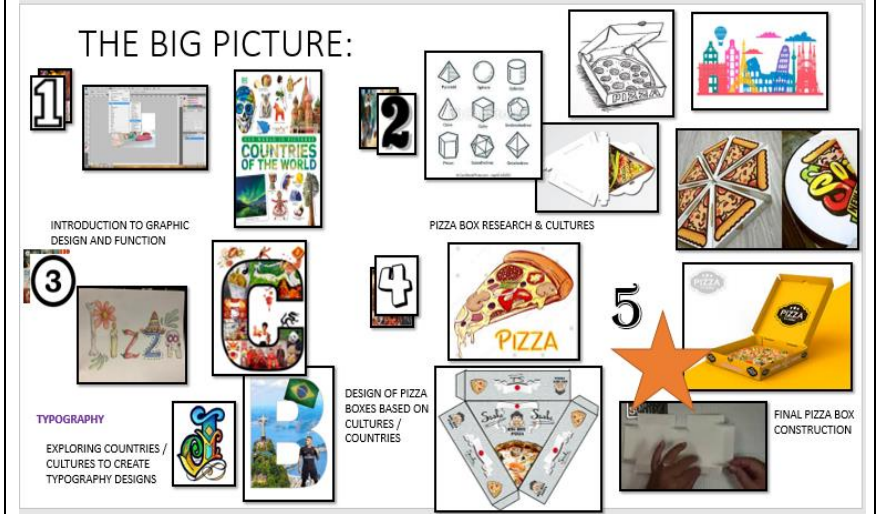 THE BIG PICTURE:
1
COUNTRIES
OF THE WORLD
INTRODUCTION TO GRAPHIC
DESIGN AND FUNCTION
2
PIZZA
PIZZA BOX RESEARCH & CULTURES
3
PIZZA
C
TYPOGRAPHY
EXPLORING COUNTRIES /
CULTURES TO CREATE
TYPOGRAPHY DESIGNS
B
4
PIZZA
DESIGN OF PIZZA
BOXES BASED ON
CULTURES /
COUNTRIES
5
PIZZA
PIZZA
FINAL PIZZA BOX
CONSTRUCTION